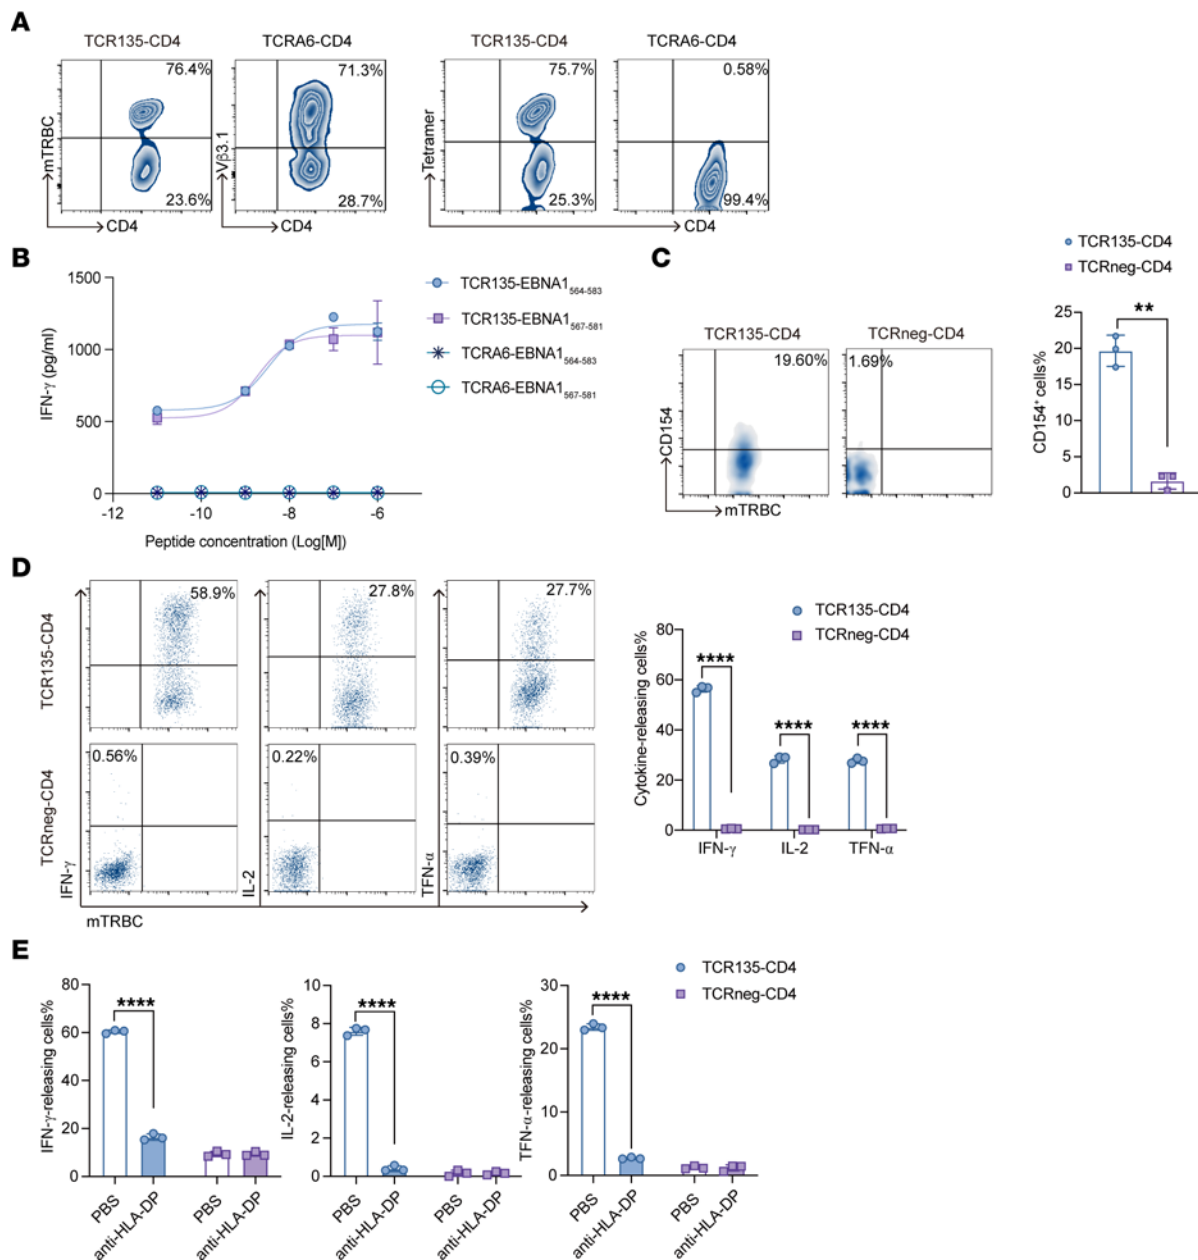 A
TCR135-CD4
TCRA6-CD4
TCR135-CD4
TCRA6-CD4
76.4%
71.3%
75.7%
0.58%
mTRBC
Vβ3.1
Tetramer
23.6%
28.7%
25.3%
99.4%
CD4
CD4
CD4
B
1500
1000
500
0
IFN-γ (pg/ml)
-12
-10
-8
-6
Peptide concentration (Log[M])
TCR135-EBNA1564-583
TCR135-EBNA1567-581
TCRA6-EBNA1564-583
TCRA6-EBNA1567-581
C
TCR135-CD4
TCRneg-CD4
TCR135-CD4
TCRneg-CD4
19.60%
1.69%
CD154
mTRBC
**
25
20
15
10
5
0
CD154+ cells%
D
TCR135-CD4
58.9%
27.8%
27.7%
TCRneg-CD4
0.56%
0.22%
0.39%
IFN-γ
IL-2
TFN-α
mTRBC
TCR135-CD4
TCRneg-CD4
80
60
40
20
0
Cytokine-releasing cells%
****
****
****
IFN-γ
IL-2
TFN-α
E
TCR135-CD4
TCRneg-CD4
80
60
40
20
0
IFN-γ-releasing cells%
****
PBS
anti-HLA-DP
PBS
anti-HLA-DP
10
8
6
4
2
0
IL-2-releasing cells%
****
PBS
anti-HLA-DP
PBS
anti-HLA-DP
30
20
10
0
TFN-α-releasing cells%
****
PBS
anti-HLA-DP
PBS
anti-HLA-DP